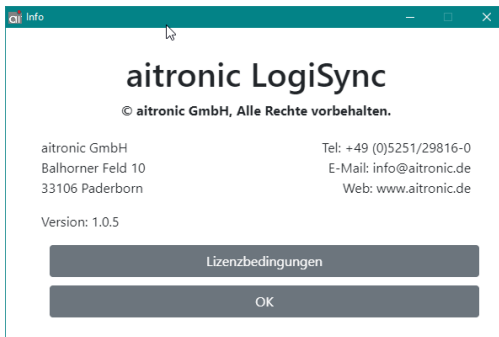 ai Info
aitronic LogiSync
© aitronic GmbH, Alle Rechte vorbehalten.
aitronic GmbH
Balhorner Feld 10
33106 Paderborn
Tel: +49 (0)5251/29816-0
E-Mail: info@aitronic.de
Web: www.aitronic.de
Version: 1.0.5
Lizenzbedingungen
OK